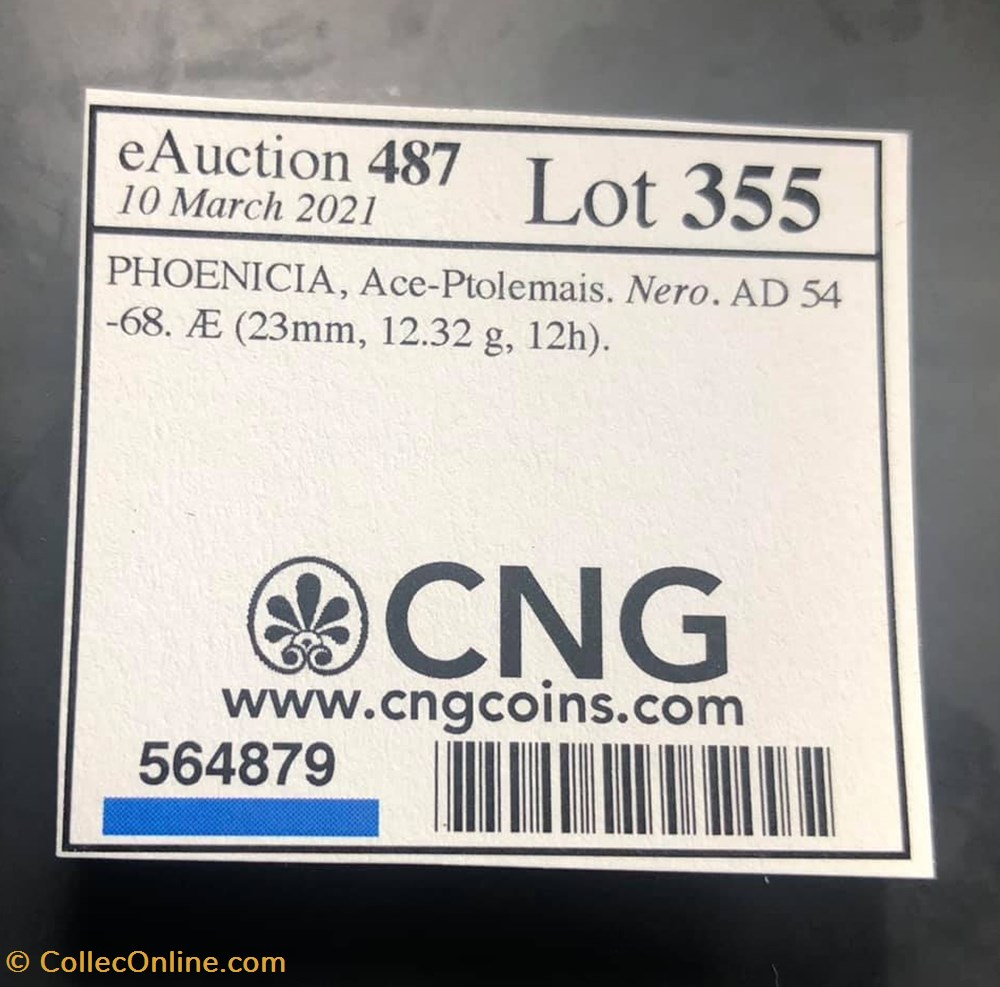 eAuction 487
10 March 2021
Lot 355
PHOENICIA, Ace-Ptolemais. Nero. AD 54
-68. Æ (23mm, 12.32 g, 12h).
CNG
www.cngcoins.com
564879
© CollecOnline.com